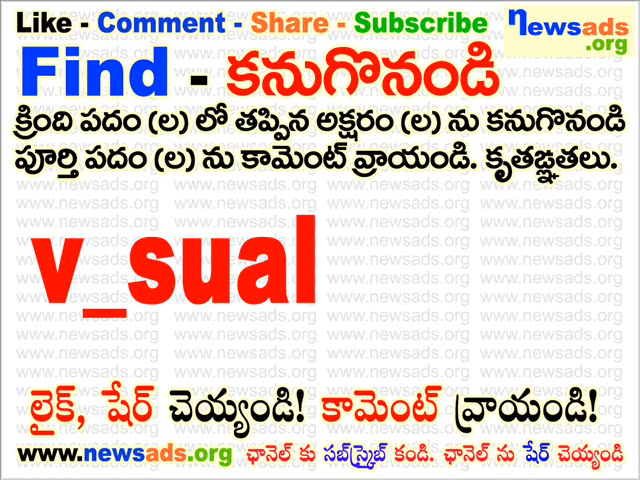 Like - Comment - Share - Subscribe
newsads
.org
Find - కనుగొనండి
క్రింది పదం (ల) లో తప్పిన అక్షరం (ల) ను కనుగొనండి
పూర్తి పదం (ల) ను కామెంట్ వ్రాయండి. కృతజ్ఞతలు.
v_sual
లైక్, షేర్ చెయ్యండి! కామెంట్ వ్రాయండి!
www.newsads.org ఛానెల్ కు సబ్‌స్క్రైబ్ కండి. ఛానెల్ ను షేర్ చెయ్యండి